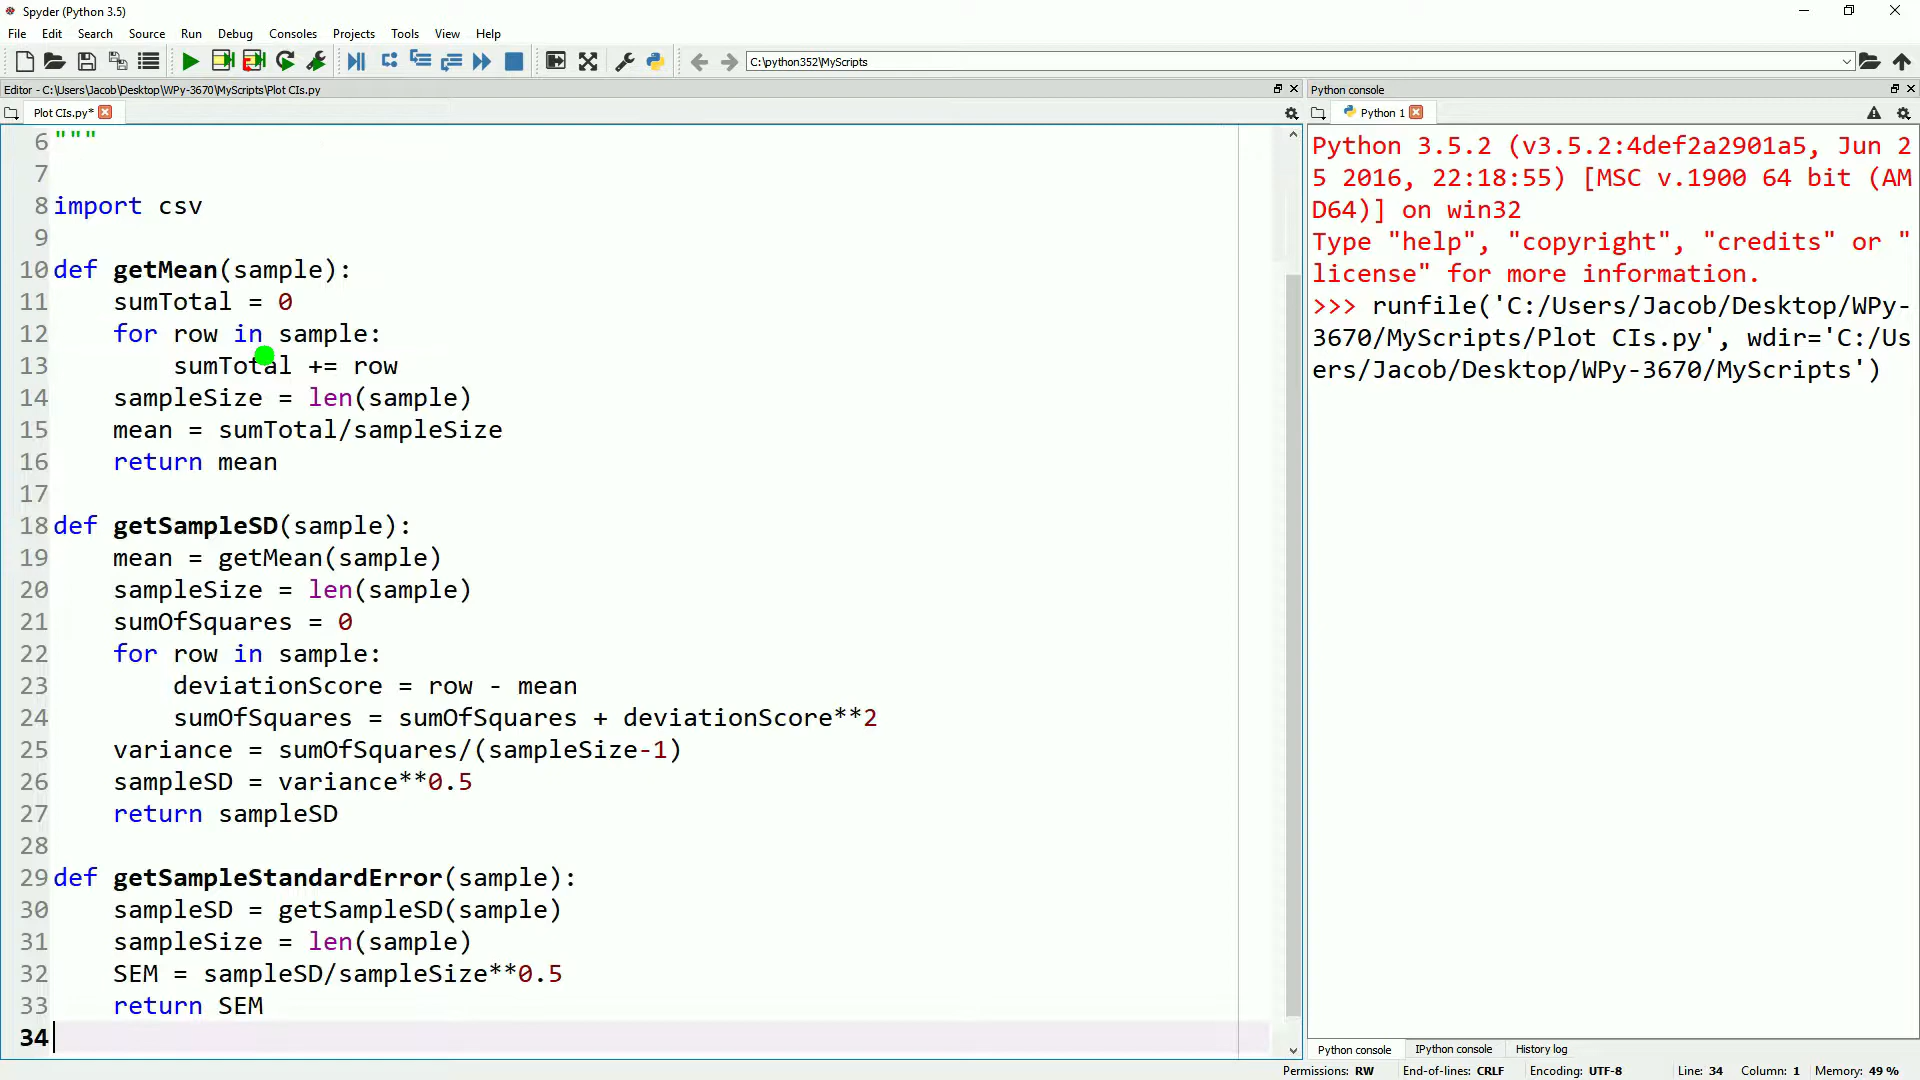 Spyder (Python 3.5)
File Edit Search Source Run Debug Consoles Projects Tools View Help
C:\python352\MyScripts
Editor - C:\Users\Jacob\Desktop\WPy-3670\MyScripts\Plot CIs.py
Plot CIs.py*
6 """
7
8 import csv
9
10 def getMean(sample):
11     sumTotal = 0
12     for row in sample:
13         sumTotal += row
14     sampleSize = len(sample)
15     mean = sumTotal/sampleSize
16     return mean
17
18 def getSampleSD(sample):
19     mean = getMean(sample)
20     sampleSize = len(sample)
21     sumOfSquares = 0
22     for row in sample:
23         deviationScore = row - mean
24         sumOfSquares = sumOfSquares + deviationScore**2
25     variance = sumOfSquares/(sampleSize-1)
26     sampleSD = variance**0.5
27     return sampleSD
28
29 def getSampleStandardError(sample):
30     sampleSD = getSampleSD(sample)
31     sampleSize = len(sample)
32     SEM = sampleSD/sampleSize**0.5
33     return SEM
34
Python console
Python 1
Python 3.5.2 (v3.5.2:4def2a2901a5, Jun 2
5 2016, 22:18:55) [MSC v.1900 64 bit (AM
D64)] on win32
Type "help", "copyright", "credits" or "
license" for more information.
>>> runfile('C:/Users/Jacob/Desktop/WPy-
3670/MyScripts/Plot CIs.py', wdir='C:/Us
ers/Jacob/Desktop/WPy-3670/MyScripts')
Python console IPython console History log
Permissions: RW End-of-lines: CRLF Encoding: UTF-8 Line: 34 Column: 1 Memory: 49 %